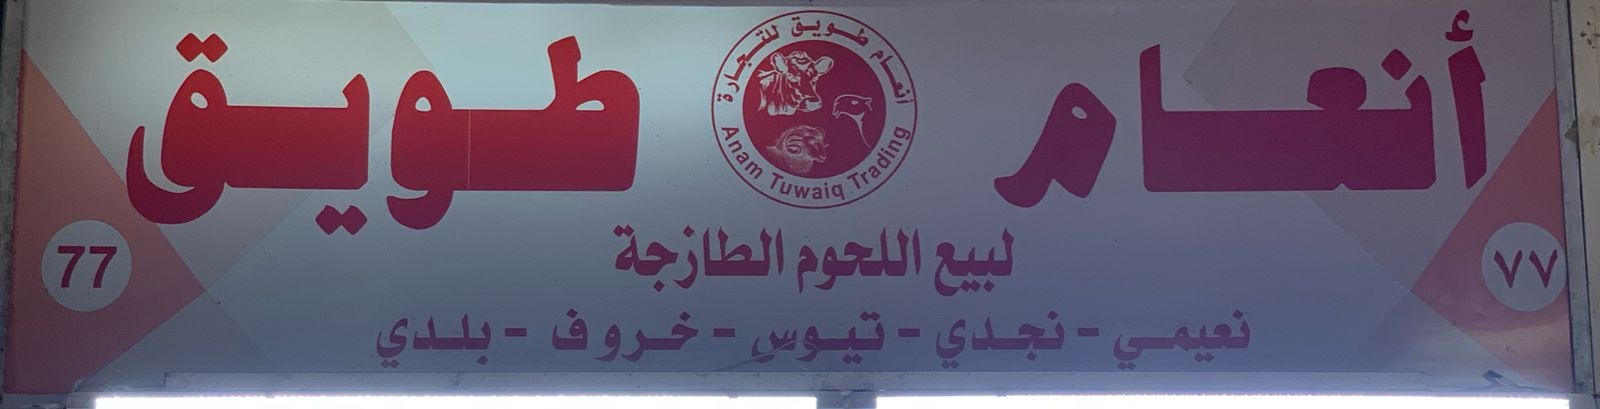 أنعام طويق
أنعام طويق للتجارة
Anam Tuwaiq Trading
لبيع اللحوم الطازجة
77
٧٧
نعيمي - نجدي - تيوس - خروف - بلدي